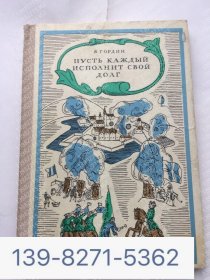 Я. ГОРДИН
ПУСТЬ КАЖДЫЙ
ИСПОЛНИТ СВОЙ
ДОЛГ
139-8271-5362